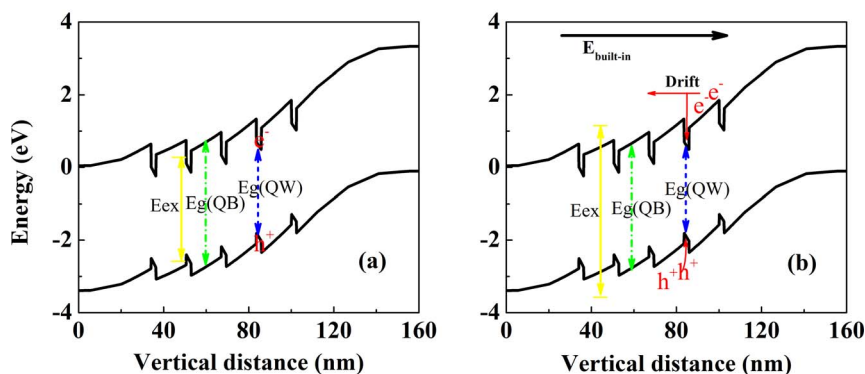 4
2
0
-2
-4
Energy (eV)
0
40
80
120
160
Vertical distance (nm)
e-
Eex
Eg(QB)
Eg(QW)
h+
(a)
4
2
0
-2
-4
0
40
80
120
160
Vertical distance (nm)
E built-in
Drift
e-e-
Eex
Eg(QB)
Eg(QW)
h+h+
(b)